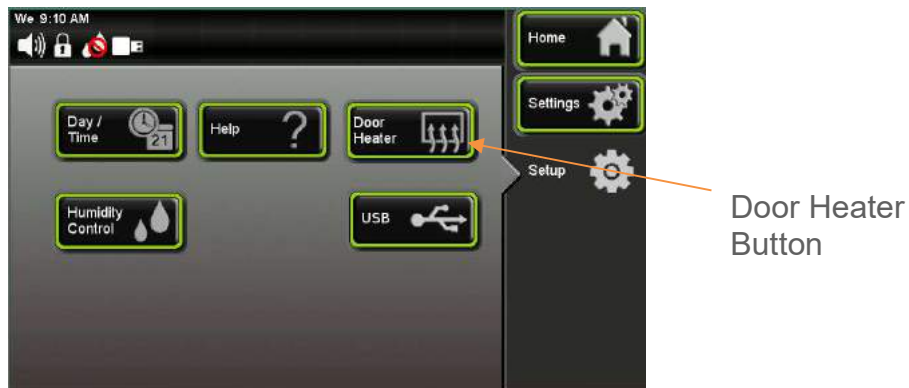 We 9:10 AM
Home
Day /
Time
21
Help
Door
Heater
Settings
Setup
Humidity
Control
USB
Door Heater
Button